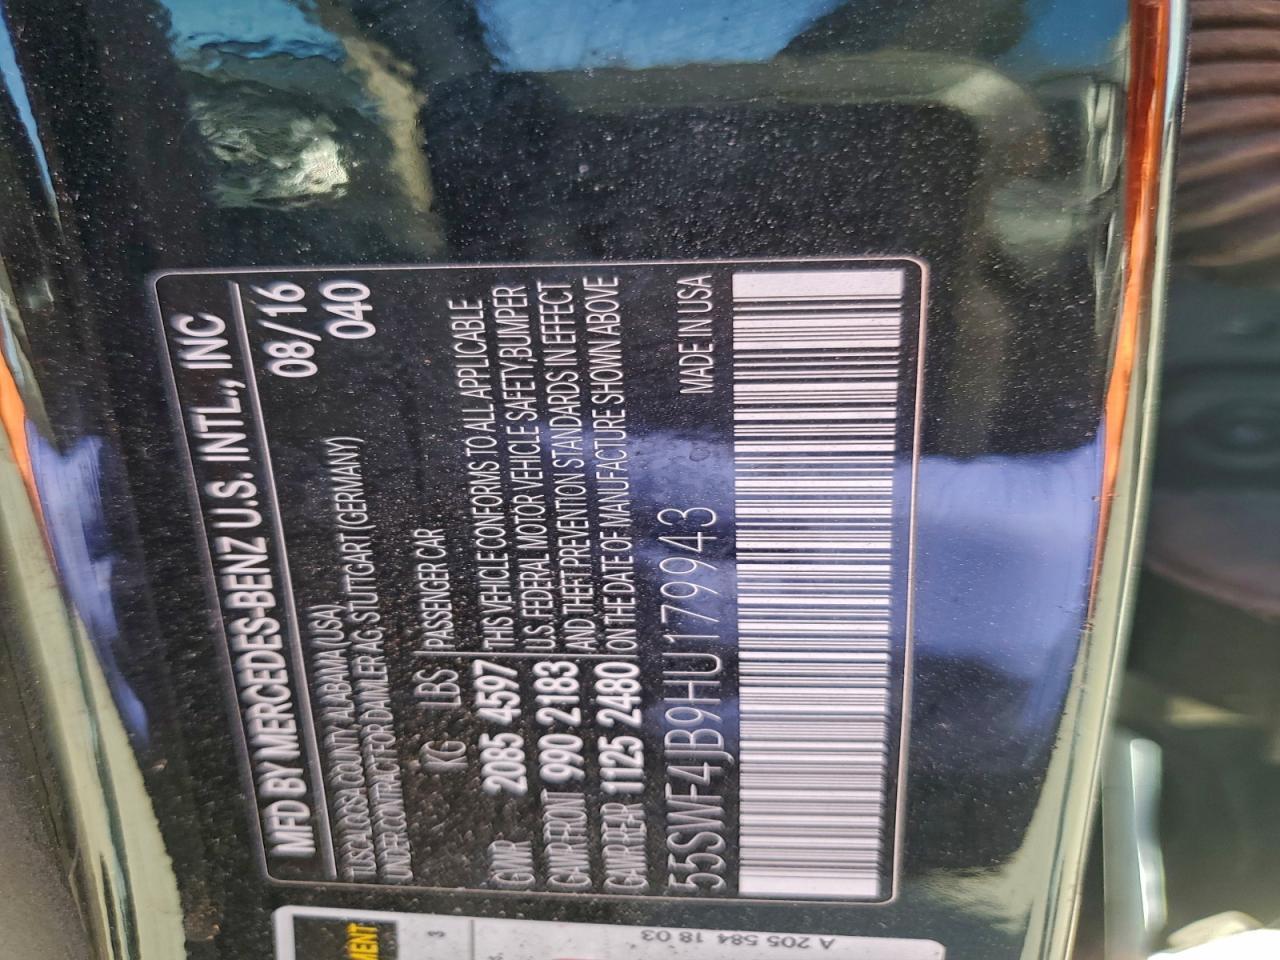 MFD BY MERCEDES-BENZ U.S. INTL., INC
08/16
TUSCALOOSA COUNTY, ALABAMA (USA)
040
UNDER CONTRACT FOR DAIMLER AG STUTTGART (GERMANY)
KG LBS PASSENGER CAR
GVWR 2085 4597 THIS VEHICLE CONFORMS TO ALL APPLICABLE
GAWR FRONT 990 2183 U.S. FEDERAL MOTOR VEHICLE SAFETY, BUMPER
AND THEFT PREVENTION STANDARDS IN EFFECT
GAWR REAR 1125 2480 ON THE DATE OF MANUFACTURE SHOWN ABOVE
55SWF4JB9HU179943 MADE IN USA
A 205 584 18 03